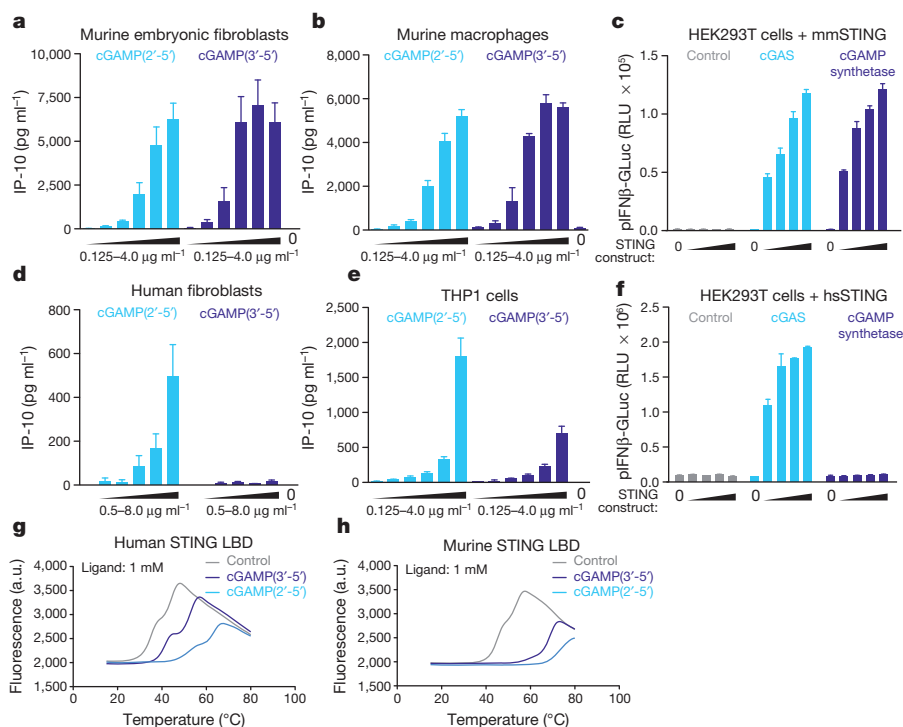 a
Murine embryonic fibroblasts
cGAMP(2′-5′) cGAMP(3′-5′)
IP-10 (pg ml⁻¹)
10,000
7,500
5,000
2,500
0
0
0.125–4.0 μg ml⁻¹ 0.125–4.0 μg ml⁻¹
b
Murine macrophages
cGAMP(2′-5′) cGAMP(3′-5′)
IP-10 (pg ml⁻¹)
8,000
6,000
4,000
2,000
0
0
0.125–4.0 μg ml⁻¹ 0.125–4.0 μg ml⁻¹
c
HEK293T cells + mmSTING
Control cGAS cGAMP
synthetase
pIFNβ-GLuc (RLU × 10⁵)
1.5
1.0
0.5
0
STING 0 0 0
construct:
d
Human fibroblasts
cGAMP(2′-5′) cGAMP(3′-5′)
IP-10 (pg ml⁻¹)
800
600
400
200
0
0
0.5–8.0 μg ml⁻¹ 0.5–8.0 μg ml⁻¹
e
THP1 cells
cGAMP(2′-5′) cGAMP(3′-5′)
IP-10 (pg ml⁻¹)
2,500
2,000
1,500
1,000
500
0
0
0.125–4.0 μg ml⁻¹ 0.125–4.0 μg ml⁻¹
f
HEK293T cells + hsSTING
Control cGAS cGAMP
synthetase
pIFNβ-GLuc (RLU × 10⁶)
2.5
2.0
1.5
1.0
0.5
0
STING 0 0 0
construct:
g
Human STING LBD
Ligand: 1 mM
Control
cGAMP(3′-5′)
cGAMP(2′-5′)
Fluorescence (a.u.)
4,000
3,500
3,000
2,500
2,000
1,500
0 20 40 60 80 100
Temperature (°C)
h
Murine STING LBD
Ligand: 1 mM
Control
cGAMP(3′-5′)
cGAMP(2′-5′)
Fluorescence (a.u.)
4,000
3,500
3,000
2,500
2,000
1,500
0 20 40 60 80 100
Temperature (°C)